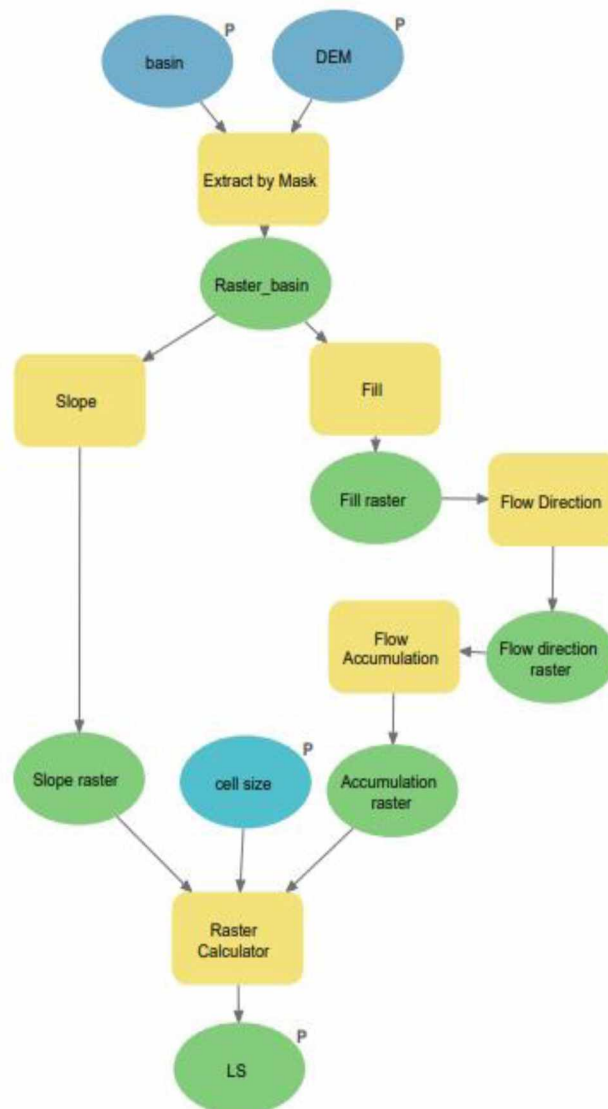 P
basin
P
DEM
Extract by Mask
Raster_basin
Slope
Fill
Fill raster
Flow Direction
Flow
Accumulation
Flow direction
raster
Slope raster
P
cell size
Accumulation
raster
Raster
Calculator
P
LS